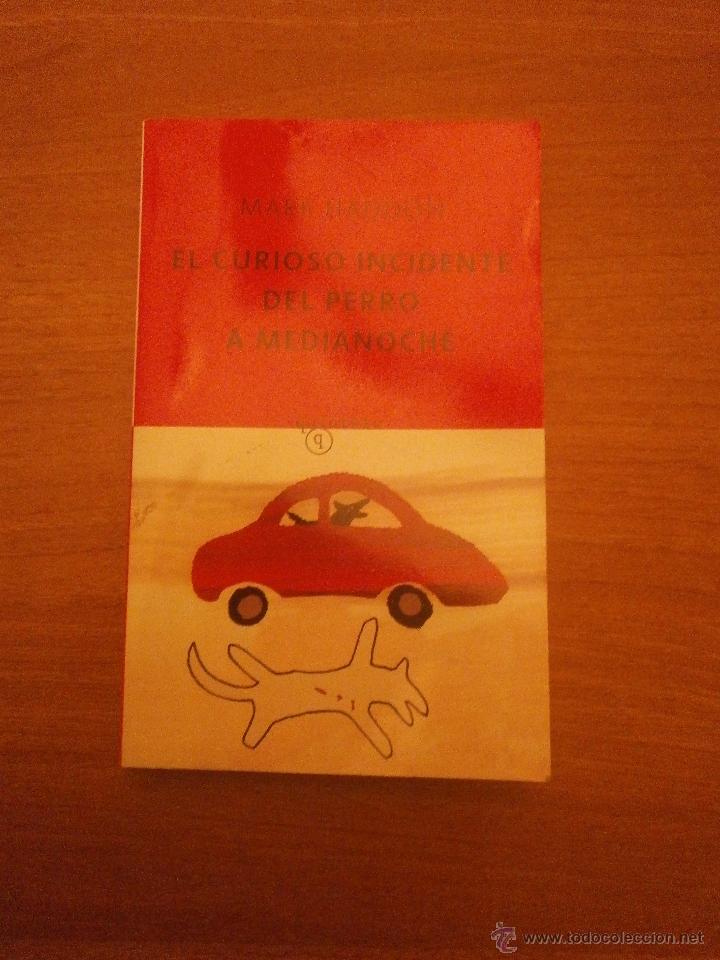 MARK HADDON
EL CURIOSO INCIDENTE
DEL PERRO
A MEDIANOCHE
q
© www.todocoleccion.net